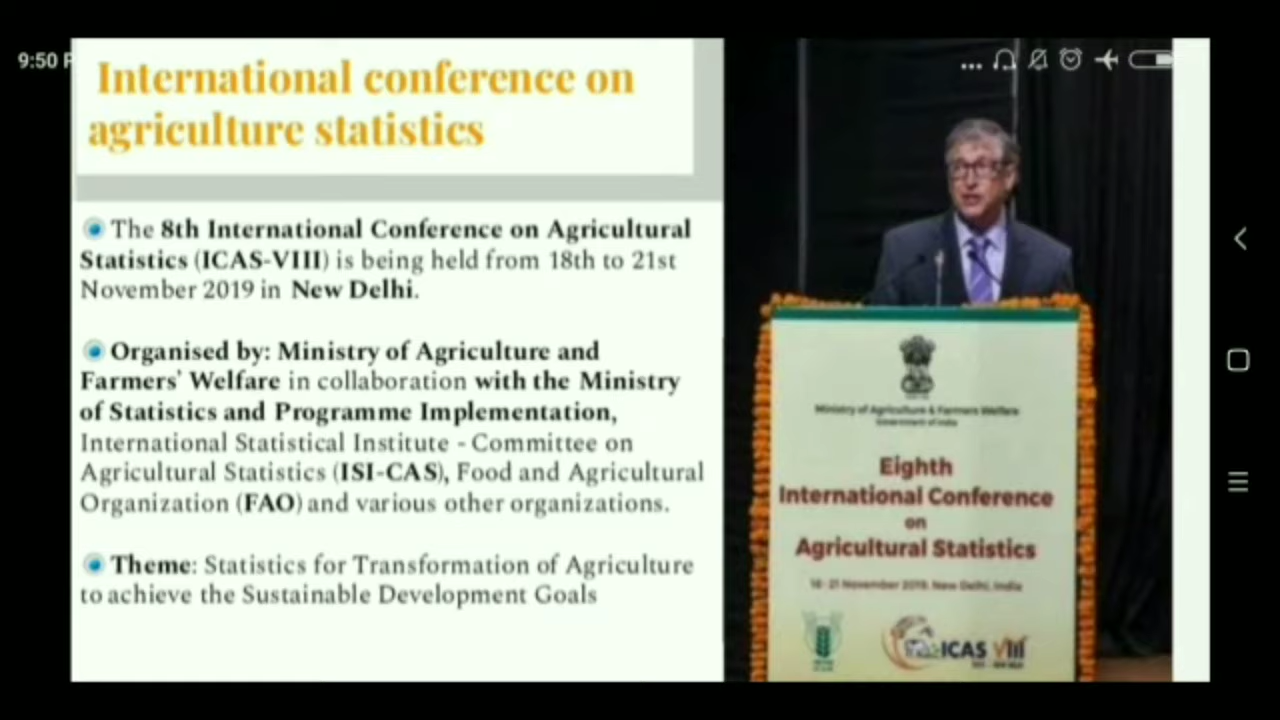 9:50 P
International conference on
agriculture statistics
The 8th International Conference on Agricultural
Statistics (ICAS-VIII) is being held from 18th to 21st
November 2019 in New Delhi.
Organised by: Ministry of Agriculture and
Farmers' Welfare in collaboration with the Ministry
of Statistics and Programme Implementation,
International Statistical Institute - Committee on
Agricultural Statistics (ISI-CAS), Food and Agricultural
Organization (FAO) and various other organizations.
Theme: Statistics for Transformation of Agriculture
to achieve the Sustainable Development Goals
Ministry of Agriculture & Farmers Welfare
Government of India
Eighth
International Conference
on
Agricultural Statistics
18-21 November 2019, New Delhi, India
ICAS VIII